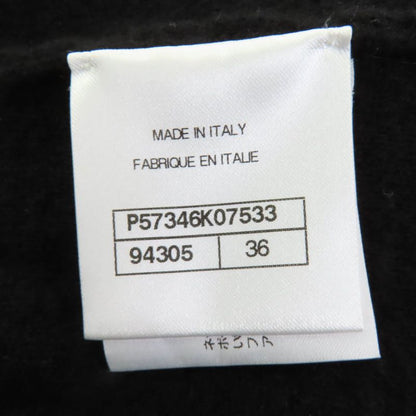 MADE IN ITALY
FABRIQUE EN ITALIE
P57346K07533
94305 36